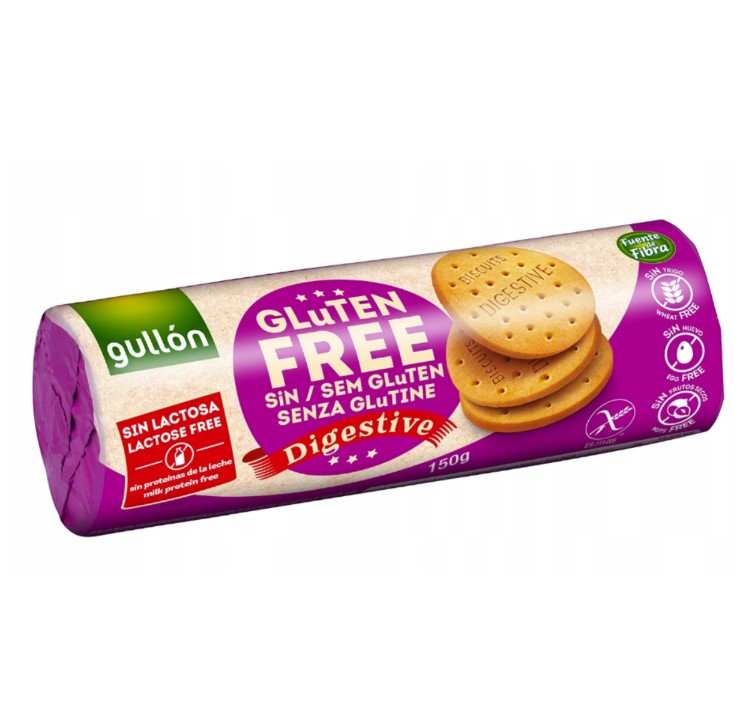 gullón
SIN LACTOSA
LACTOSE FREE
sin proteínas de la leche
milk protein free
GLuTEN
FREE
SiN / SEM GLuTEN
SENZA GLuTINE
Digestive
150g
BISCUITS
DIGESTIVE
BISCUITS
Fuente
de
Fibra
SiN TRIGO
WHEAT FREE
SiN HUEVO
EGG FREE
SiN FRUTOS SECOS
NUTS FREE